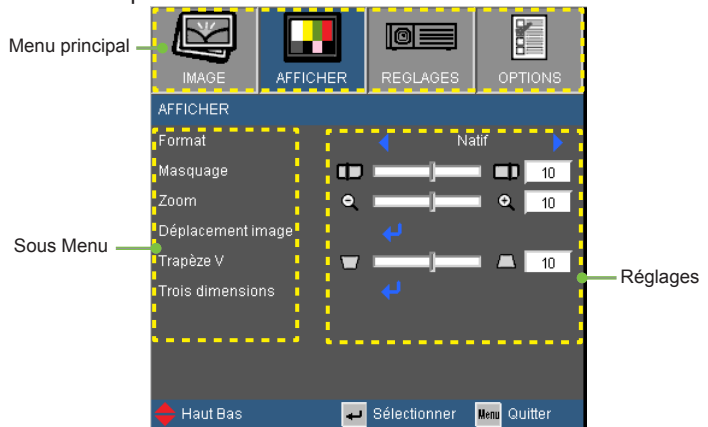 Menu principal
IMAGE AFFICHER REGLAGES OPTIONS
AFFICHER
Format Natif
Masquage 10
Zoom 10
Déplacement image
Sous Menu
Trapèze V 10
Réglages
Trois dimensions
Haut Bas Sélectionner Menu Quitter